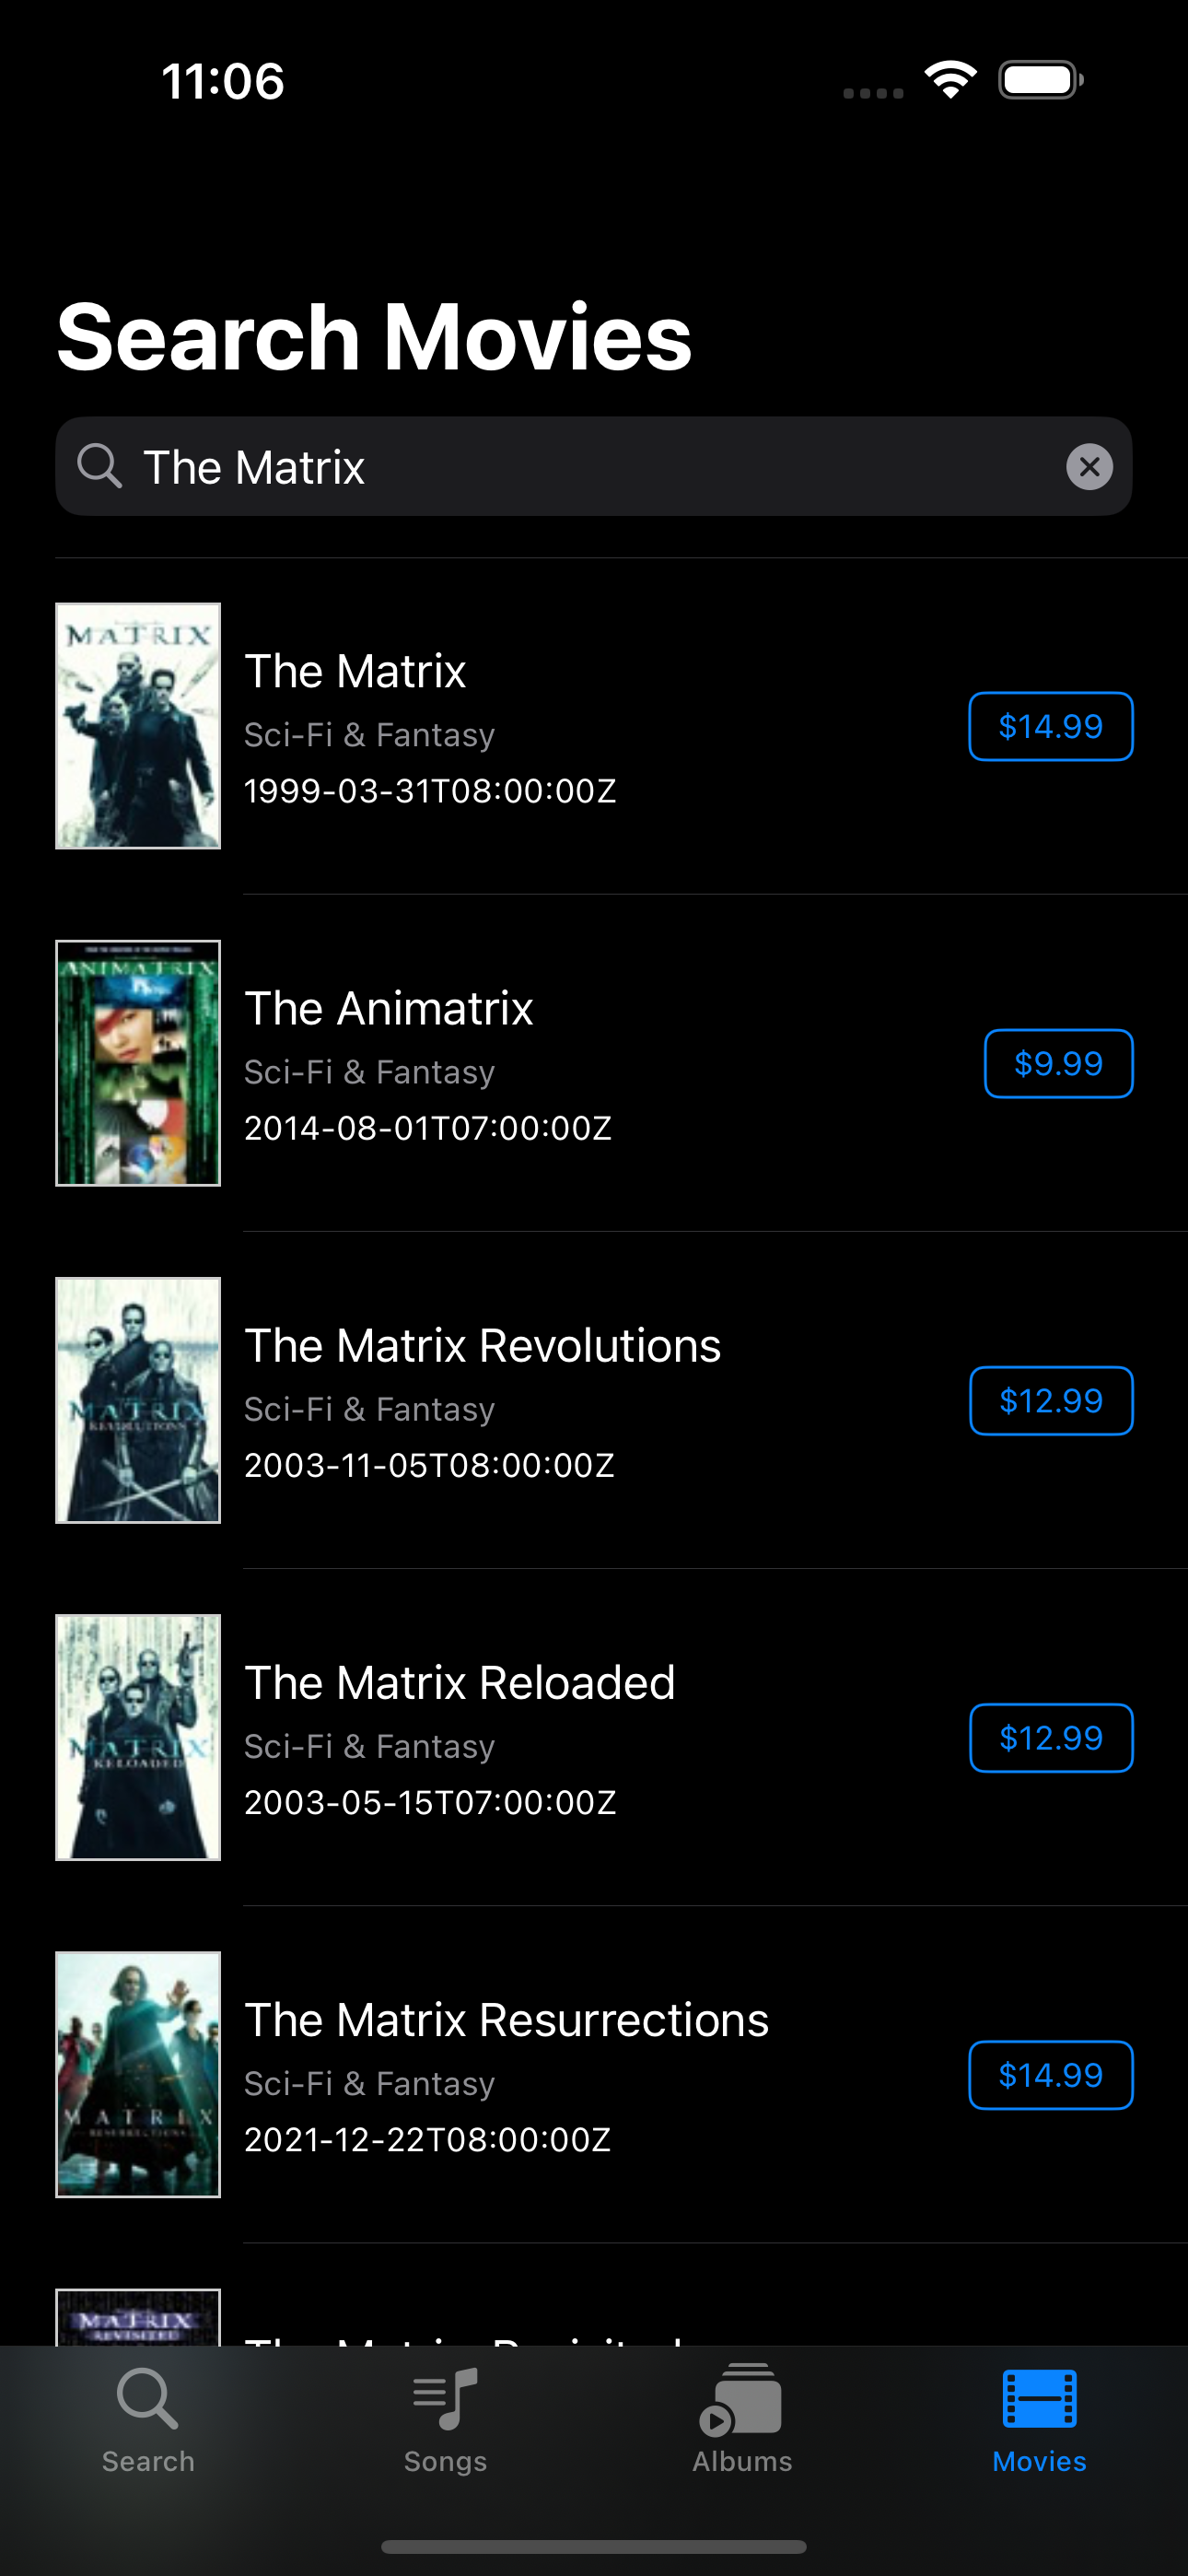 11:06
Search Movies
The Matrix
MATRIX
The Matrix
Sci-Fi & Fantasy
1999-03-31T08:00:00Z
$14.99
ANIMATRIX
The Animatrix
Sci-Fi & Fantasy
2014-08-01T07:00:00Z
$9.99
MATRIX
REVOLUTIONS
The Matrix Revolutions
Sci-Fi & Fantasy
2003-11-05T08:00:00Z
$12.99
MATRIX
RELOADED
The Matrix Reloaded
Sci-Fi & Fantasy
2003-05-15T07:00:00Z
$12.99
MATRIX
RESURRECTIONS
The Matrix Resurrections
Sci-Fi & Fantasy
2021-12-22T08:00:00Z
$14.99
MATRIX
REVISITED
The Matrix Revisited
Search
Songs
Albums
Movies